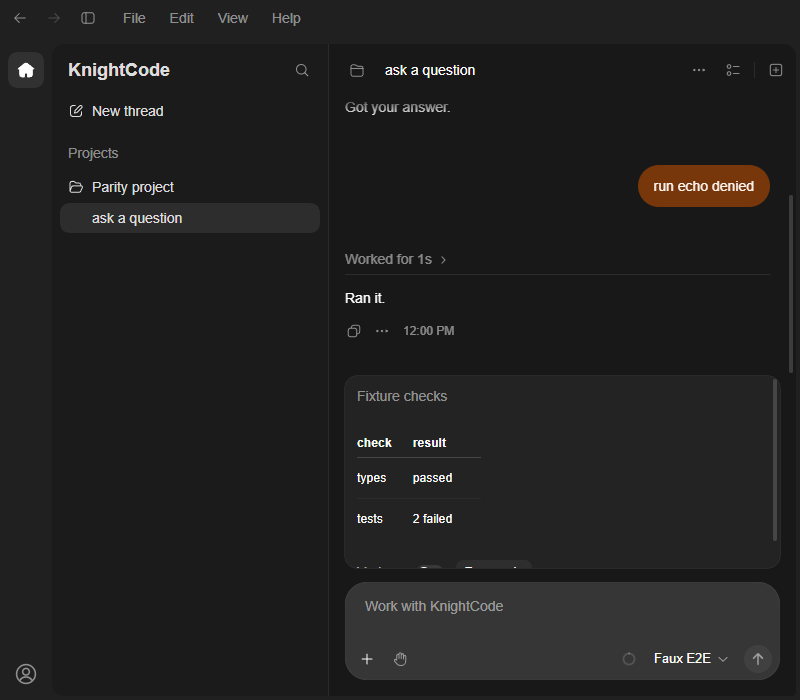 File Edit View Help
KnightCode
New thread
Projects
Parity project
ask a question
ask a question
Got your answer.
run echo denied
Worked for 1s
Ran it.
12:00 PM
Fixture checks
check result
types passed
tests 2 failed
Work with KnightCode
Faux E2E